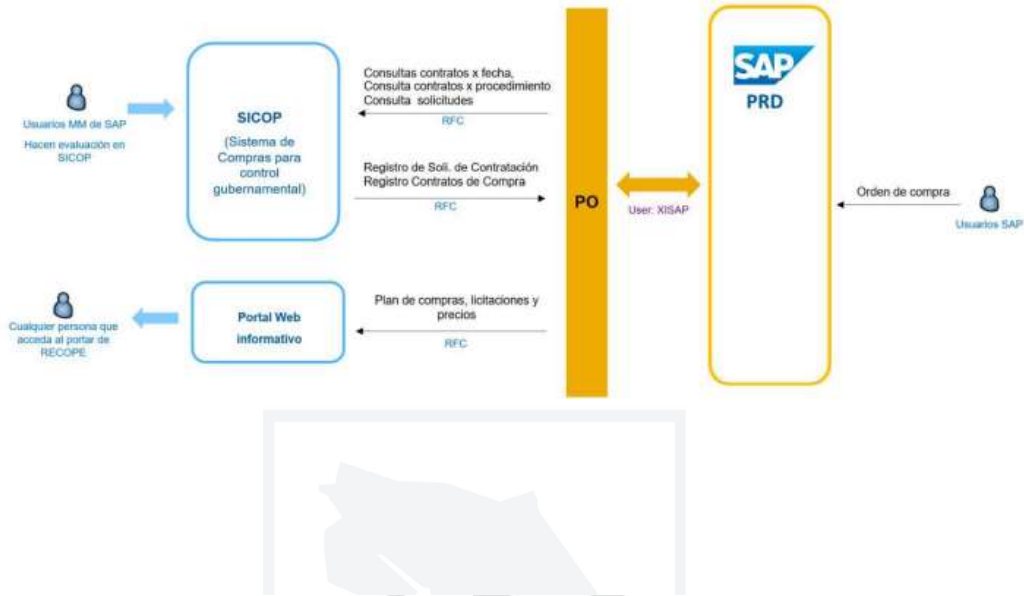 Usuarios MM de SAP
Hacen evaluación en
SICOP
SICOP
(Sistema de
Compras para
control
gubernamental)
Consultas contratos x fecha,
Consulta contratos x procedimiento
Consulta solicitudes
RFC
Registro de Soli. de Contratación
Registro Contratos de Compra
RFC
PO
User: XISAP
SAP
PRD
Orden de compra
Usuarios SAP
Cualquier persona que
acceda al portar de
RECOPE
Portal Web
informativo
Plan de compras, licitaciones y
precios
RFC